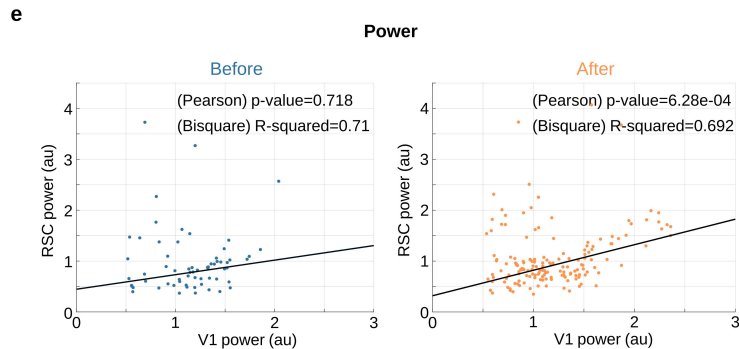 e
Power
Before
(Pearson) p-value=0.718
(Bisquare) R-squared=0.71
RSC power (au)
4
3
2
1
0
0 1 2 3
V1 power (au)
After
(Pearson) p-value=6.28e-04
(Bisquare) R-squared=0.692
RSC power (au)
4
3
2
1
0
0 1 2 3
V1 power (au)